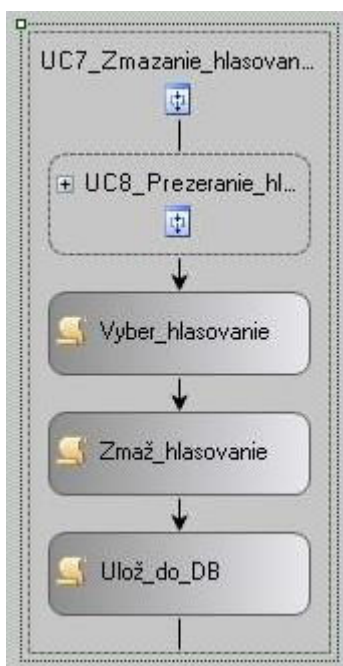 UC7_Zmazanie_hlasovan...
UC8_Prezeranie_hl...
Vyber_hlasovanie
Zmaž_hlasovanie
Ulož_do_DB